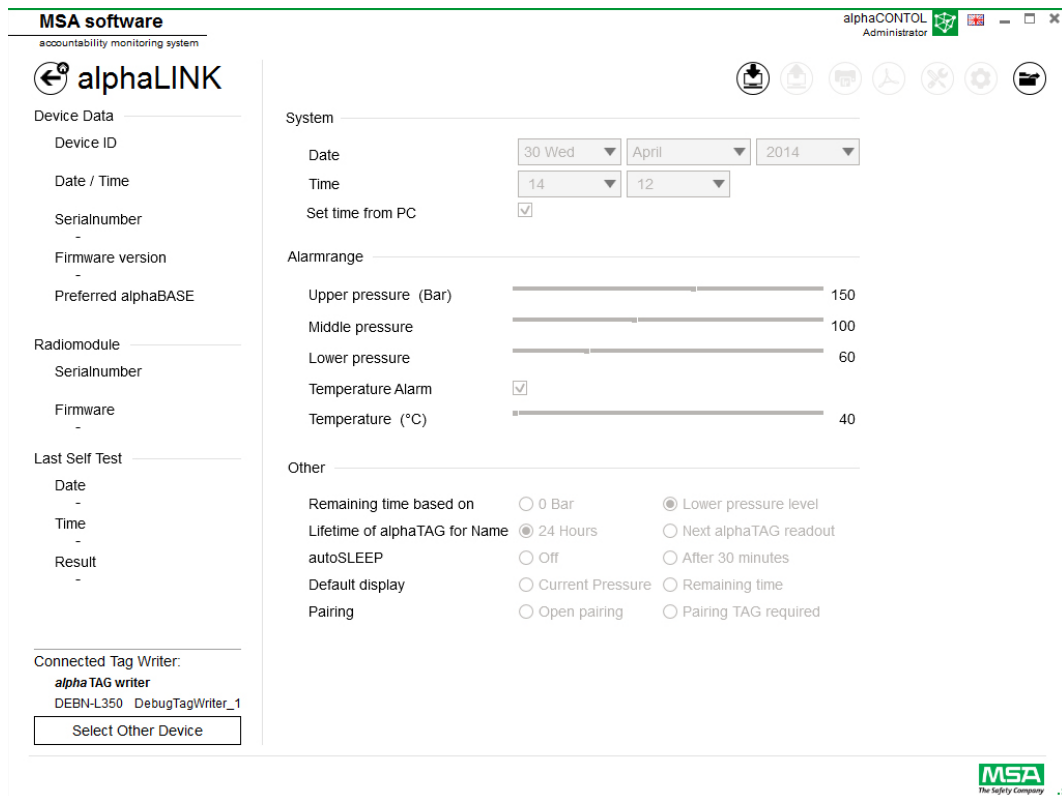 MSA software
accountability monitoring system
alphaCONTOL
Administrator
alphaLINK
Device Data
Device ID
Date / Time
Serialnumber
-
Firmware version
-
Preferred alphaBASE
Radiomodule
Serialnumber
Firmware
-
Last Self Test
Date
-
Time
-
Result
-
Connected Tag Writer:
alpha TAG writer
DEBN-L350 DebugTagWriter_1
Select Other Device
System
Date 30 Wed April 2014
Time 14 12
Set time from PC
Alarmrange
Upper pressure (Bar) 150
Middle pressure 100
Lower pressure 60
Temperature Alarm
Temperature (°C) 40
Other
Remaining time based on 0 Bar Lower pressure level
Lifetime of alphaTAG for Name 24 Hours Next alphaTAG readout
autoSLEEP Off After 30 minutes
Default display Current Pressure Remaining time
Pairing Open pairing Pairing TAG required
MSA
The Safety Company